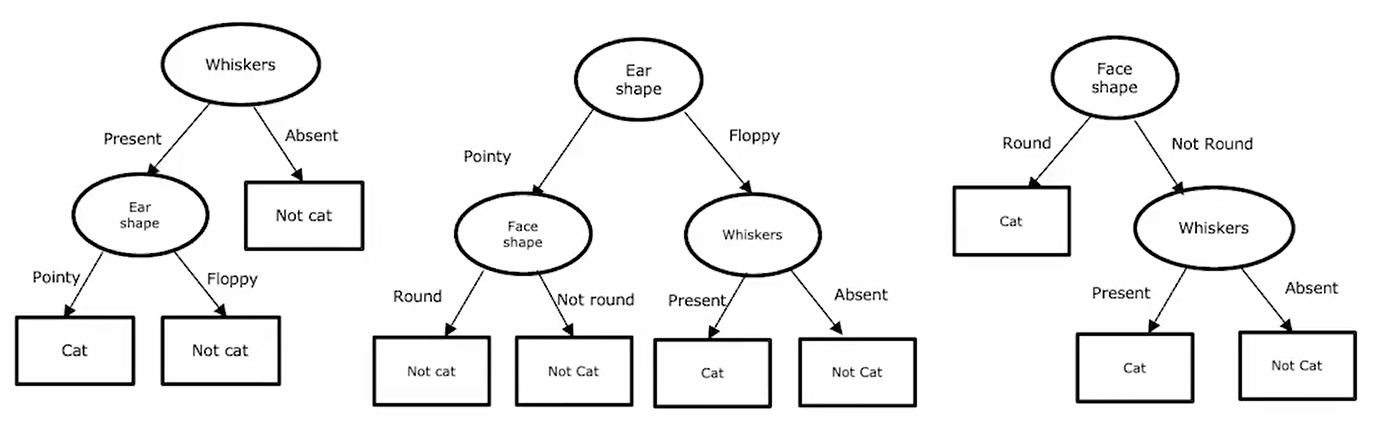 Whiskers
Present
Absent
Ear
shape
Not cat
Pointy
Floppy
Cat
Not cat
Ear
shape
Pointy
Floppy
Face
shape
Whiskers
Round
Not round
Present
Absent
Not cat
Not Cat
Cat
Not Cat
Face
shape
Round
Not Round
Cat
Whiskers
Present
Absent
Cat
Not Cat